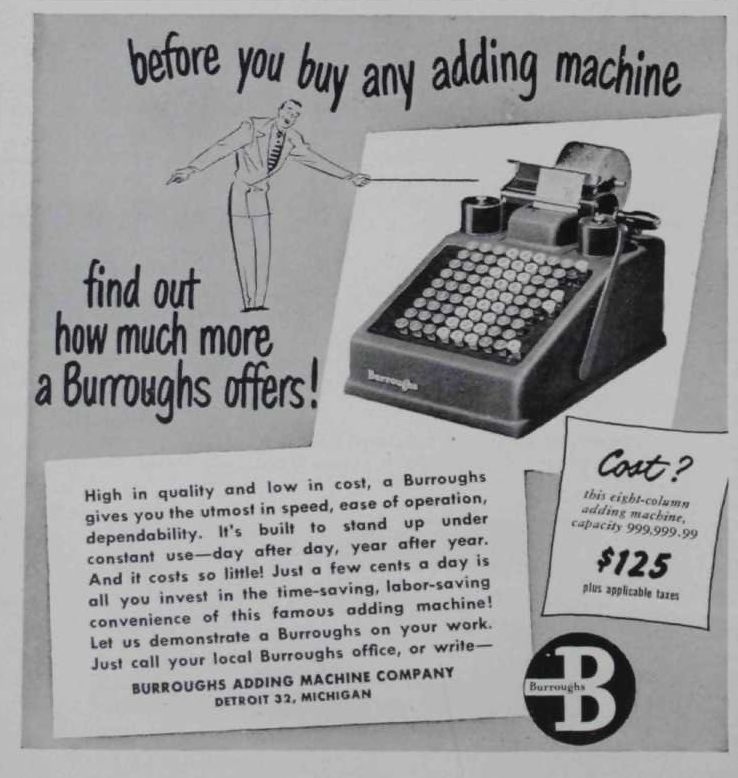 before you buy any adding machine
find out
how much more
a Burroughs offers!
Burroughs
High in quality and low in cost, a Burroughs
gives you the utmost in speed, ease of operation,
dependability. It's built to stand up under
constant use—day after day, year after year.
And it costs so little! Just a few cents a day is
all you invest in the time-saving, labor-saving
convenience of this famous adding machine!
Let us demonstrate a Burroughs on your work.
Just call your local Burroughs office, or write—
BURROUGHS ADDING MACHINE COMPANY
DETROIT 32, MICHIGAN
Cost?
this eight-column
adding machine,
capacity 999,999.99
$125
plus applicable taxes
B
Burroughs